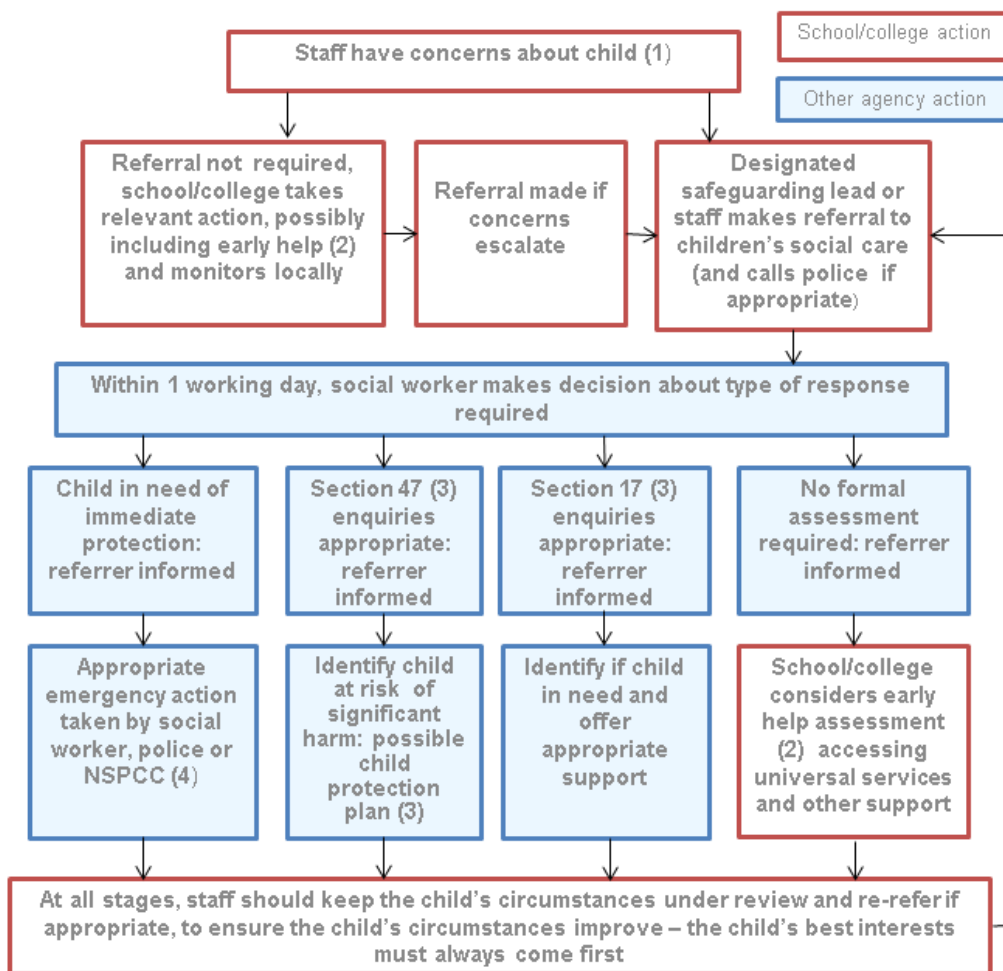 School/college action
Staff have concerns about child (1)
Other agency action
Referral not required,
school/college takes
relevant action, possibly
including early help (2)
and monitors locally
Referral made if
concerns
escalate
Designated
safeguarding lead or
staff makes referral to
children’s social care
(and calls police if
appropriate)
Within 1 working day, social worker makes decision about type of response
required
Child in need of
immediate
protection:
referrer informed
Section 47 (3)
enquiries
appropriate:
referrer
informed
Section 17 (3)
enquiries
appropriate:
referrer
informed
No formal
assessment
required: referrer
informed
Appropriate
emergency action
taken by social
worker, police or
NSPCC (4)
Identify child
at risk of
significant
harm: possible
child
protection
plan (3)
Identify if child
in need and
offer
appropriate
support
School/college
considers early
help assessment
(2) accessing
universal services
and other support
At all stages, staff should keep the child’s circumstances under review and re-refer if
appropriate, to ensure the child’s circumstances improve – the child’s best interests
must always come first